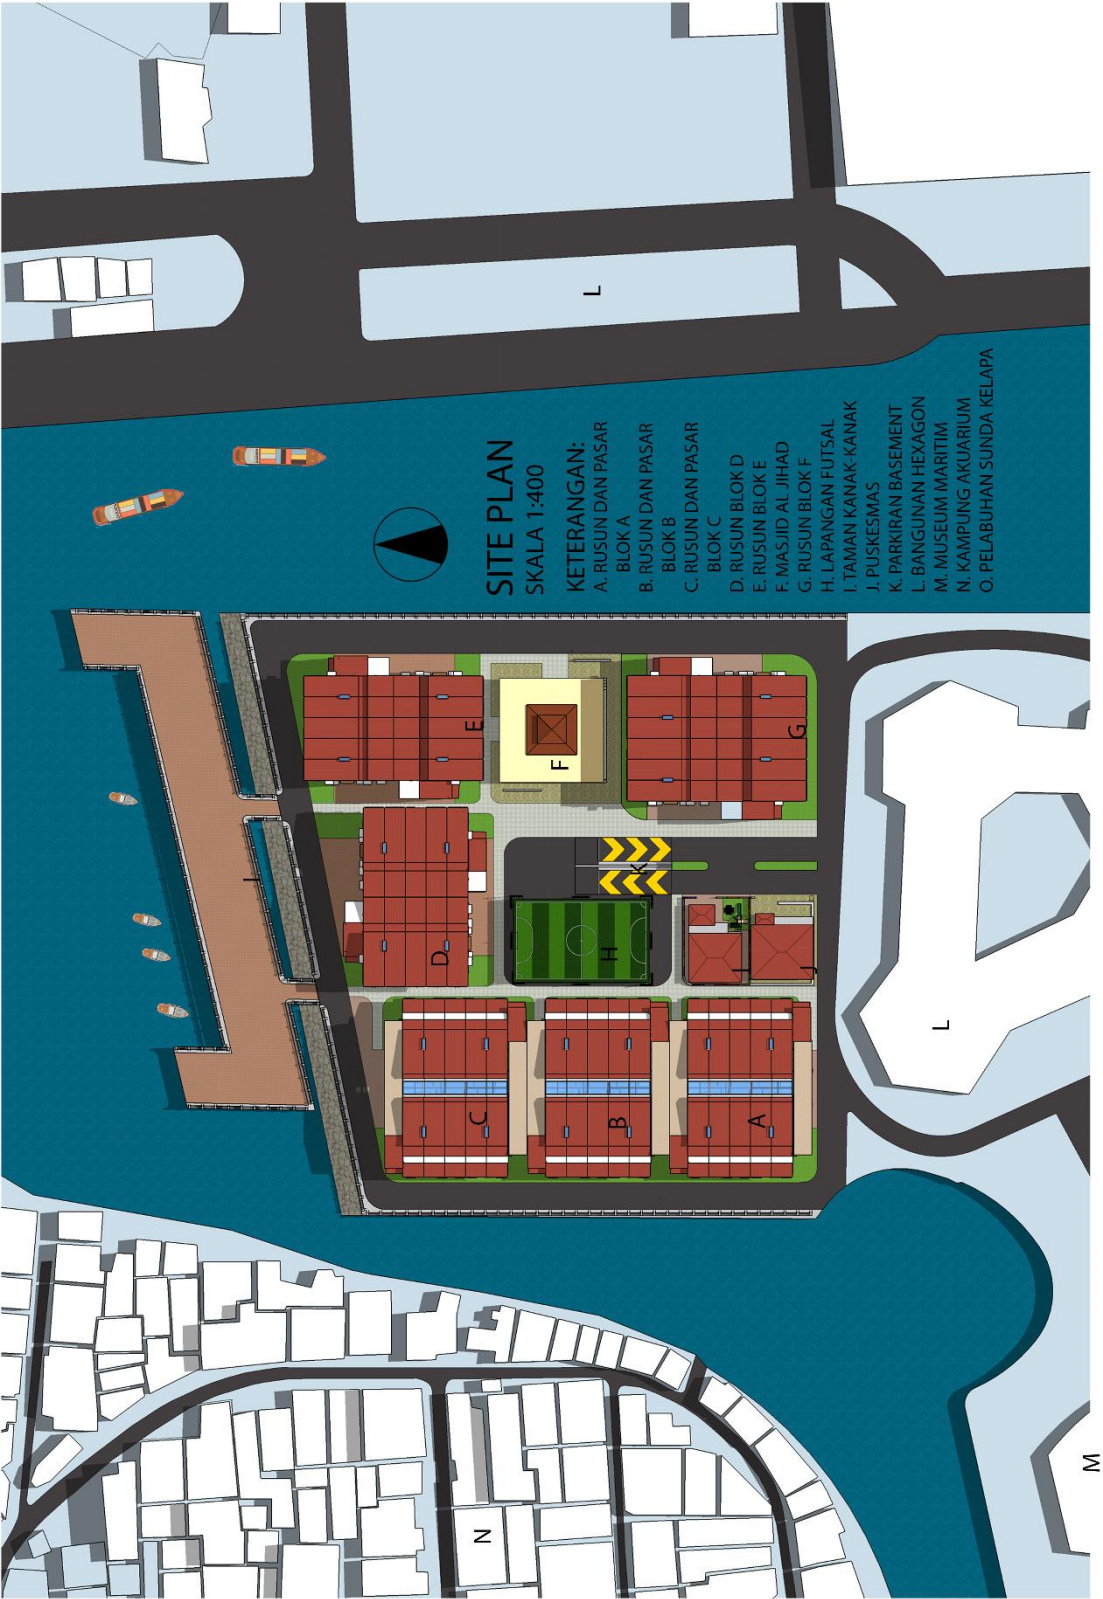 SITE PLAN
SKALA 1:400
KETERANGAN:
A. RUSUN DAN PASAR
BLOK A
B. RUSUN DAN PASAR
BLOK B
C. RUSUN DAN PASAR
BLOK C
D. RUSUN BLOK D
E. RUSUN BLOK E
F. MASJID AL JIHAD
G. RUSUN BLOK F
H. LAPANGAN FUTSAL
I. TAMAN KANAK-KANAK
J. PUSKESMAS
K. PARKIRAN BASEMENT
L. BANGUNAN HEXAGON
M. MUSEUM MARITIM
N. KAMPUNG AKUARIUM
O. PELABUHAN SUNDA KELAPA
L
E
F
G
K
D
H
I
J
C
B
A
L
N
M